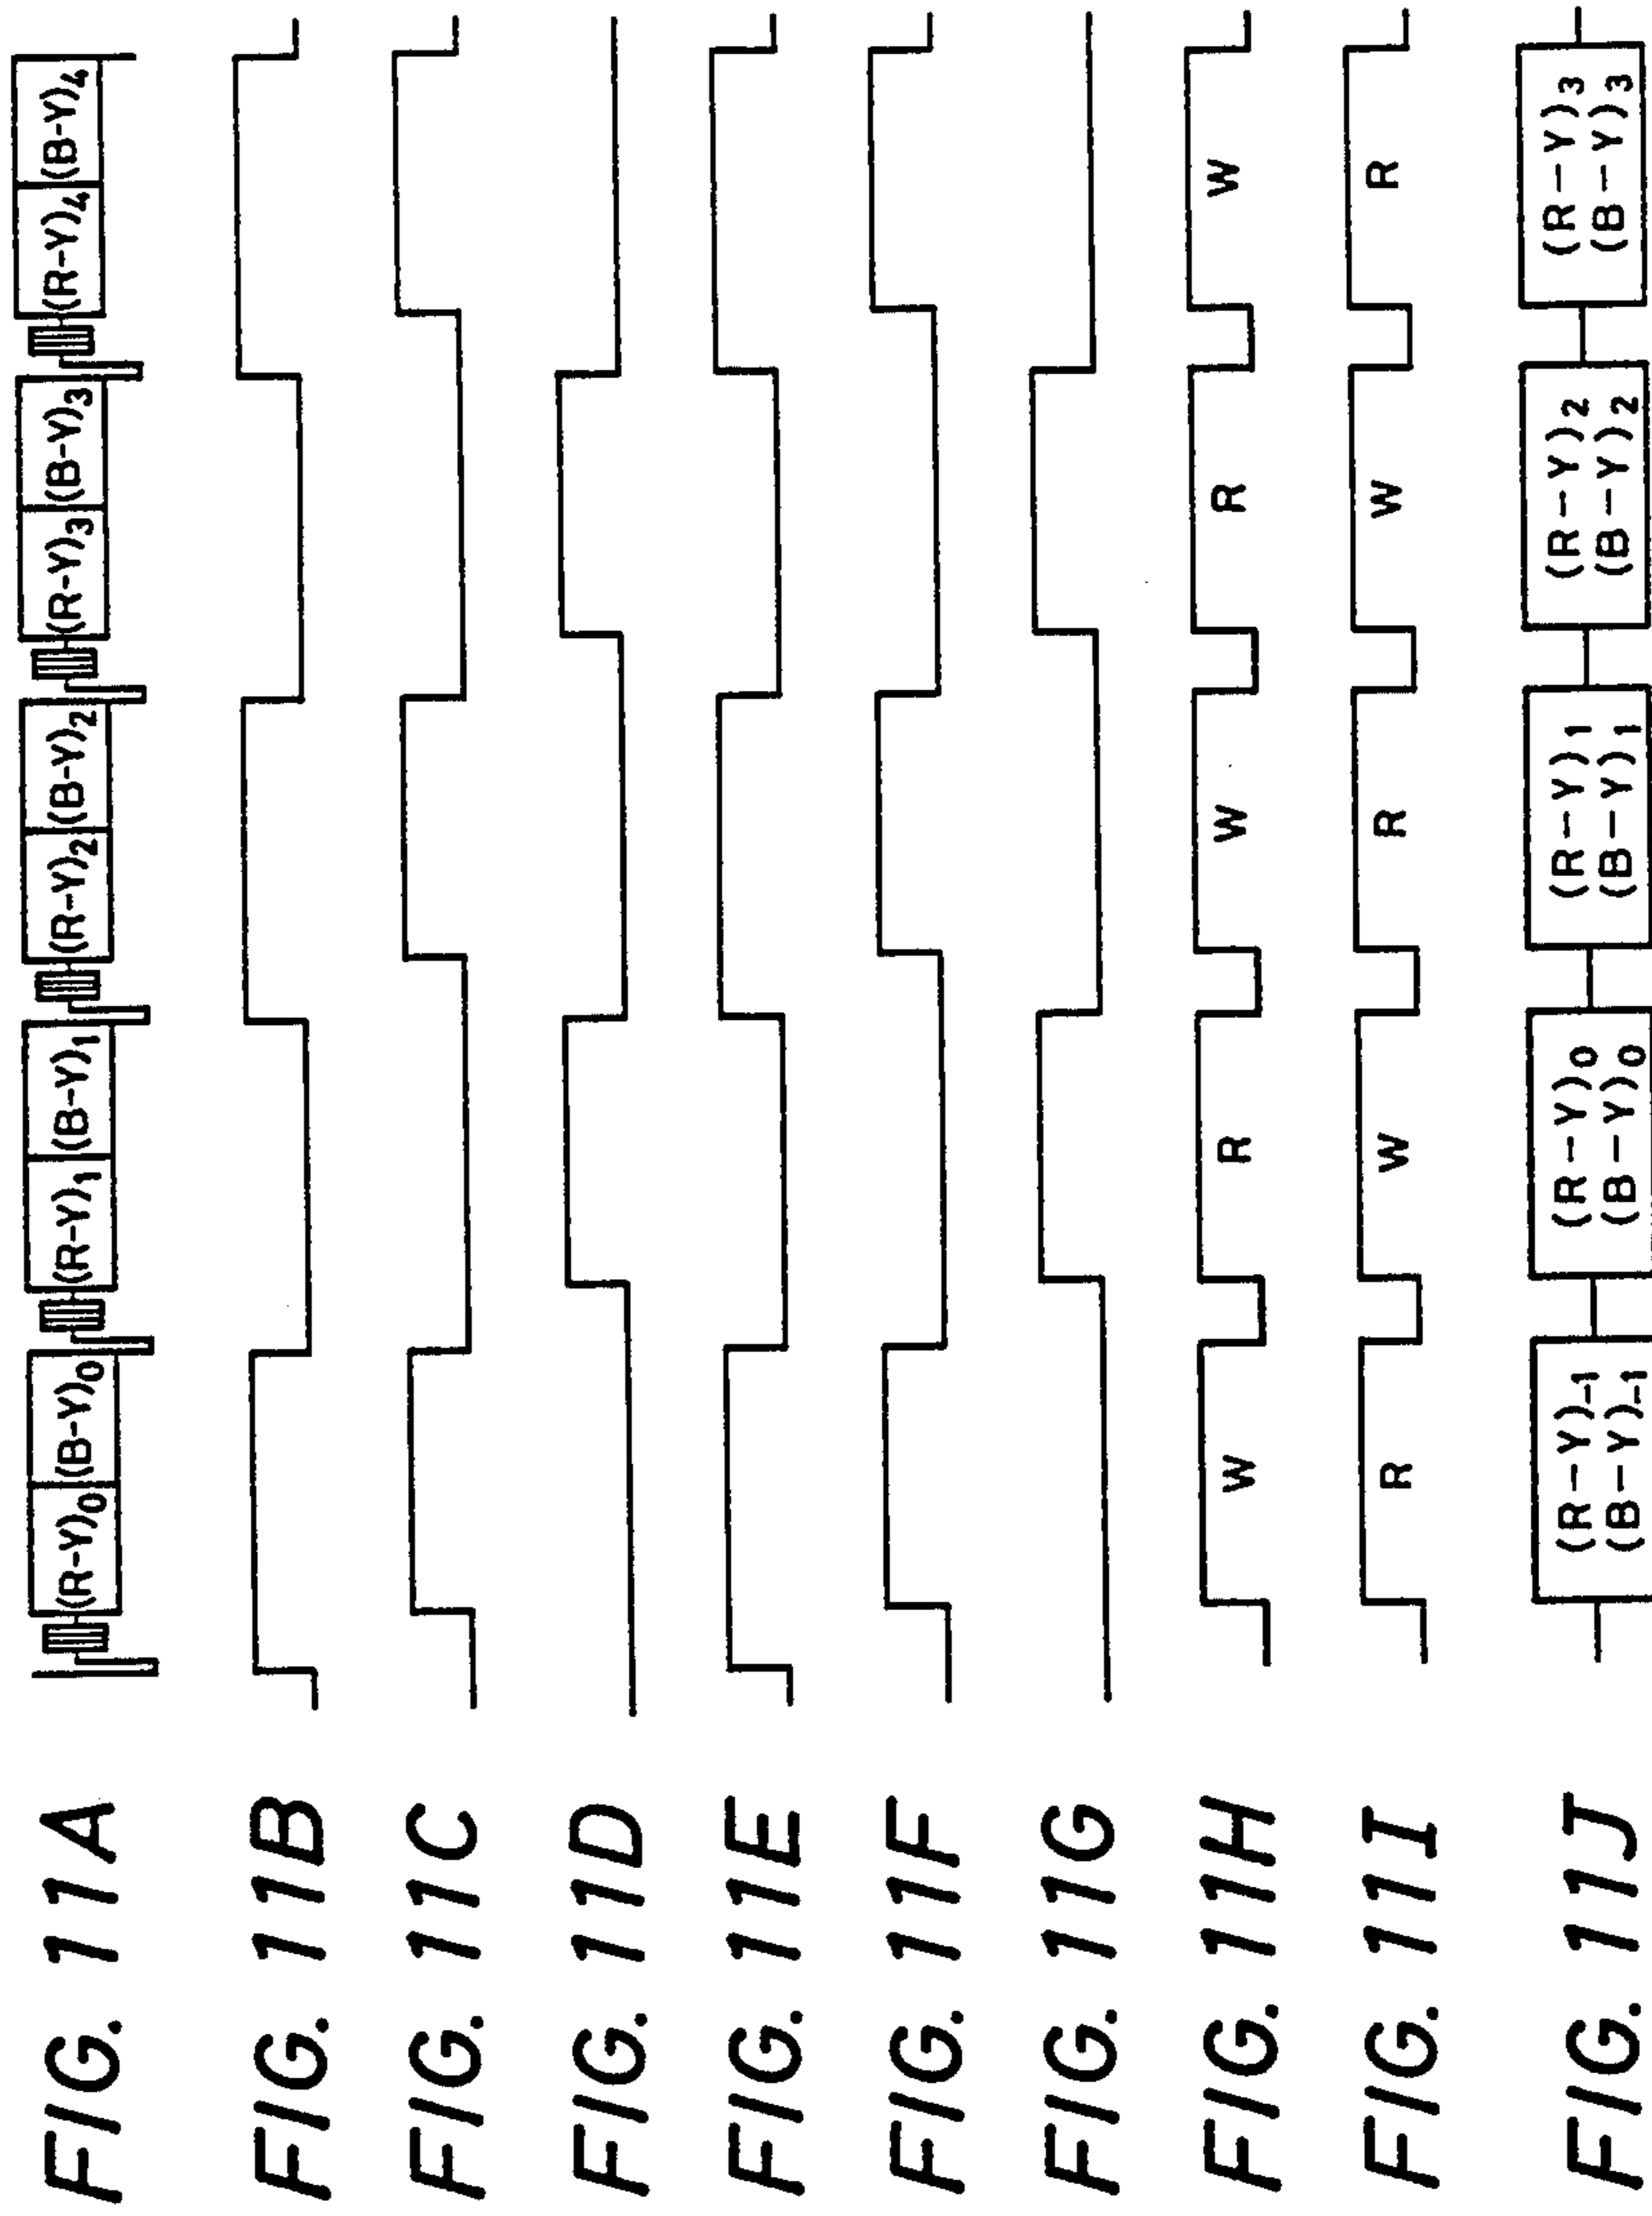 FIG. 11A (R-Y)0 (B-Y)0 (R-Y)1 (B-Y)1 (R-Y)2 (B-Y)2 (R-Y)3 (B-Y)3 (R-Y)4 (B-Y)4
FIG. 11B
FIG. 11C
FIG. 11D
FIG. 11E
FIG. 11F
FIG. 11G
FIG. 11H W R W R W
FIG. 11I R W R W R
FIG. 11J (R-Y)-1 (R-Y)0 (R-Y)1 (R-Y)2 (R-Y)3
(B-Y)-1 (B-Y)0 (B-Y)1 (B-Y)2 (B-Y)3